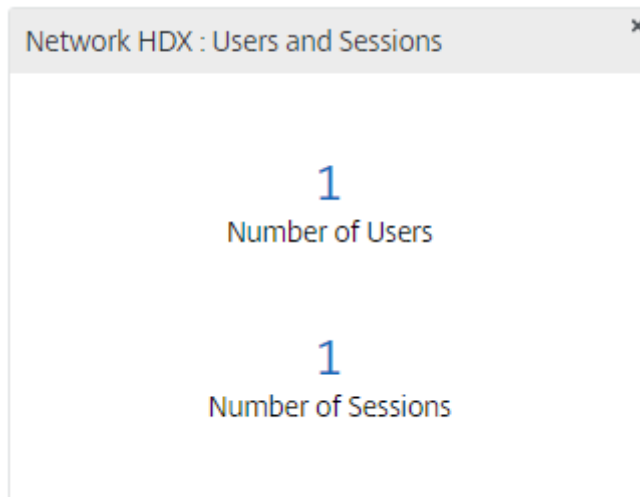 Network HDX : Users and Sessions
1
Number of Users
1
Number of Sessions